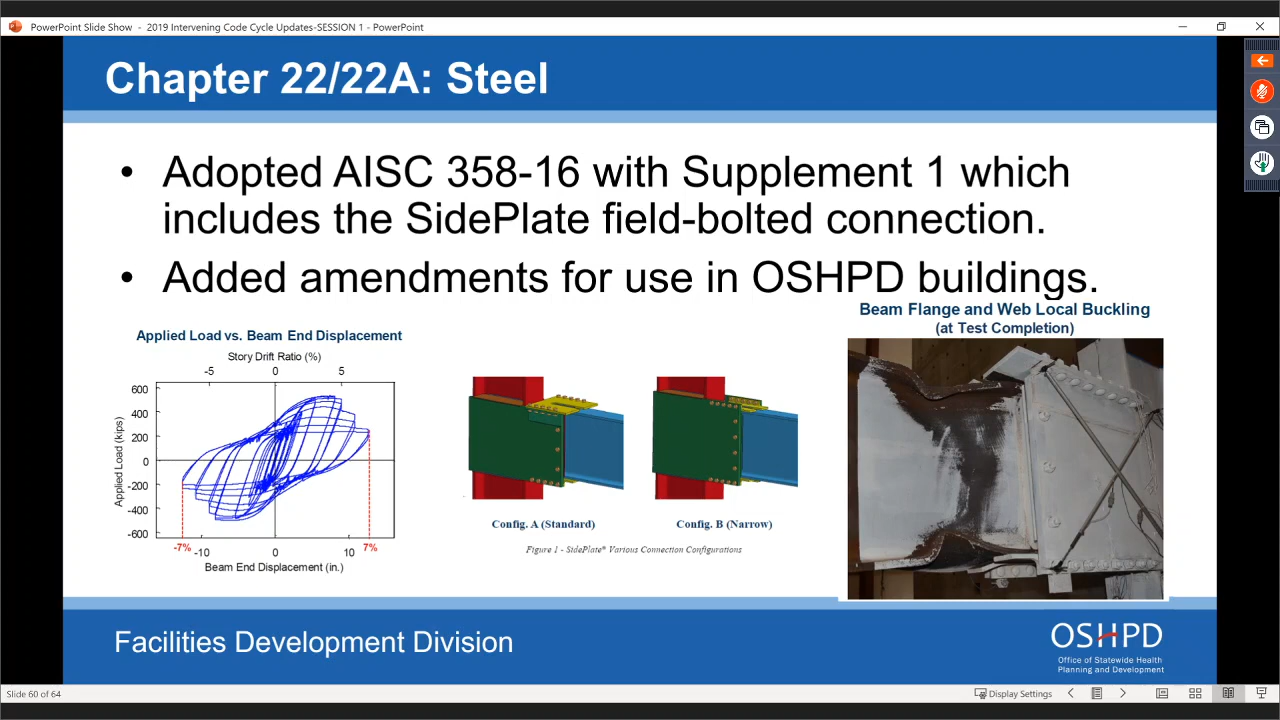 PowerPoint Slide Show - 2019 Intervening Code Cycle Updates-SESSION 1 - PowerPoint
Chapter 22/22A: Steel
• Adopted AISC 358-16 with Supplement 1 which
includes the SidePlate field-bolted connection.
• Added amendments for use in OSHPD buildings.
Applied Load vs. Beam End Displacement
Story Drift Ratio (%)
-5 0 5
600
400
200
0
-200
-400
-600
Applied Load (kips)
-7% -10 0 10 7%
Beam End Displacement (in.)
Config. A (Standard)
Config. B (Narrow)
Figure 1 - SidePlate® Various Connection Configurations
Beam Flange and Web Local Buckling
(at Test Completion)
Facilities Development Division
OSHPD
Office of Statewide Health
Planning and Development
Slide 60 of 64
Display Settings